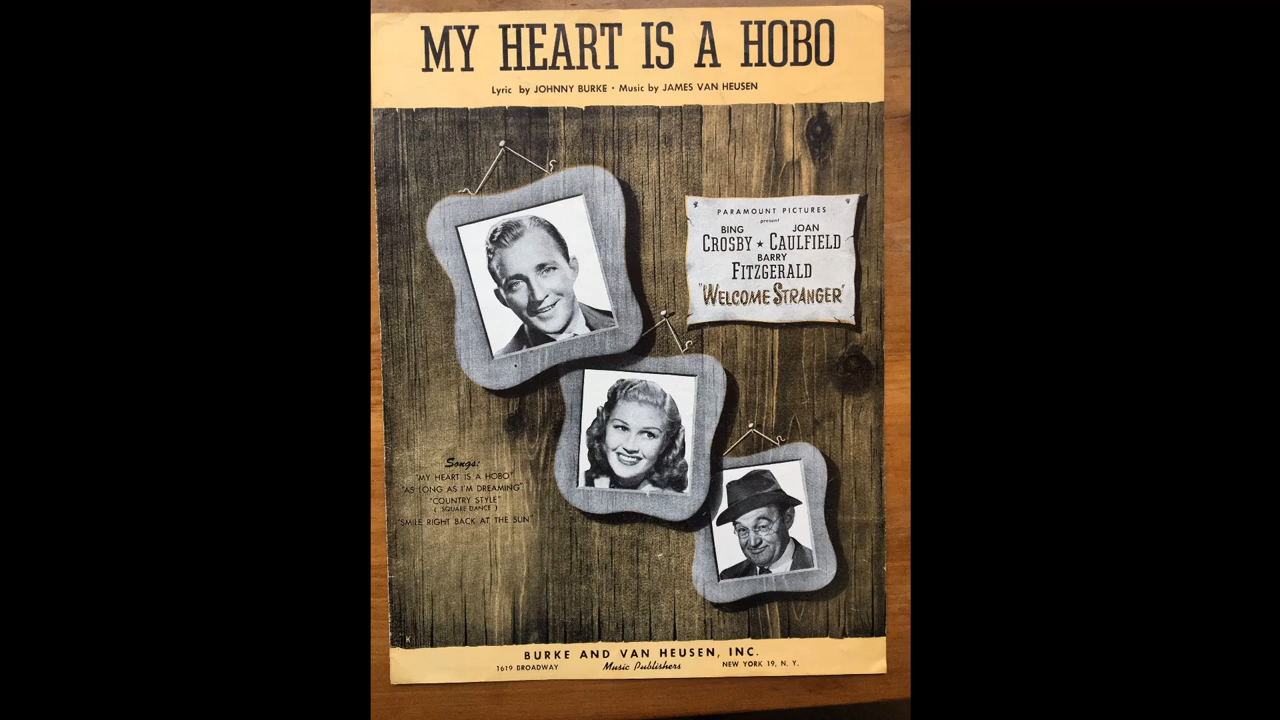 MY HEART IS A HOBO
Lyric by JOHNNY BURKE • Music by JAMES VAN HEUSEN
PARAMOUNT PICTURES
present
BING JOAN
CROSBY ★ CAULFIELD
BARRY
FITZGERALD
"WELCOME STRANGER"
Songs:
"MY HEART IS A HOBO"
"AS LONG AS I'M DREAMING"
"COUNTRY STYLE"
( SQUARE DANCE )
"SMILE RIGHT BACK AT THE SUN"
K
BURKE AND VAN HEUSEN, INC.
1619 BROADWAY Music Publishers NEW YORK 19, N. Y.